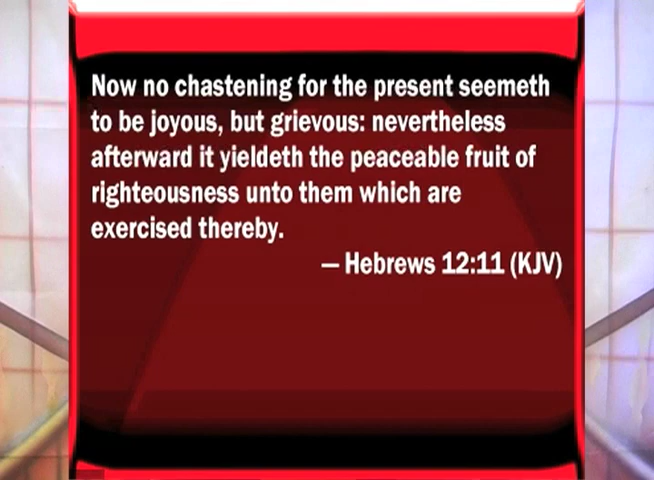 Now no chastening for the present seemeth
to be joyous, but grievous: nevertheless
afterward it yieldeth the peaceable fruit of
righteousness unto them which are
exercised thereby.
— Hebrews 12:11 (KJV)